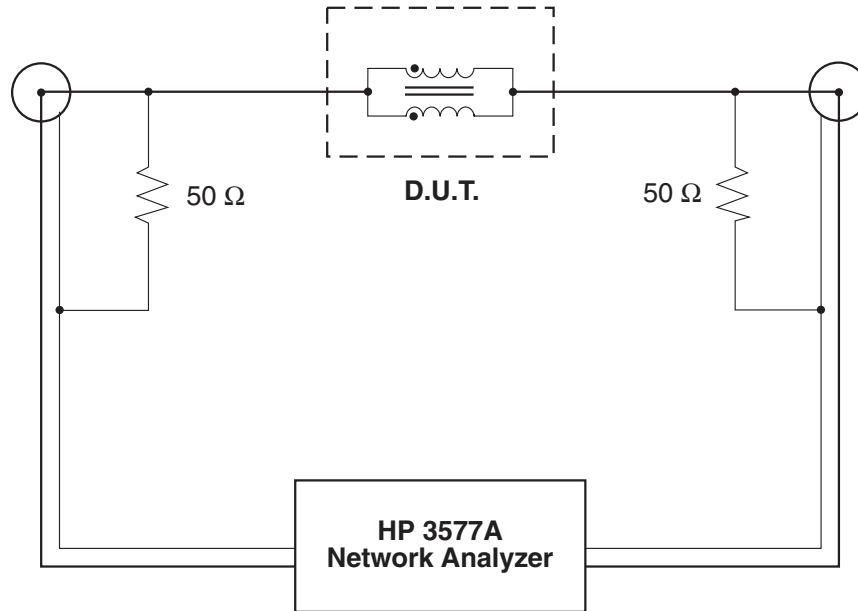 D.U.T.
50 Ω
50 Ω
HP 3577A
Network Analyzer